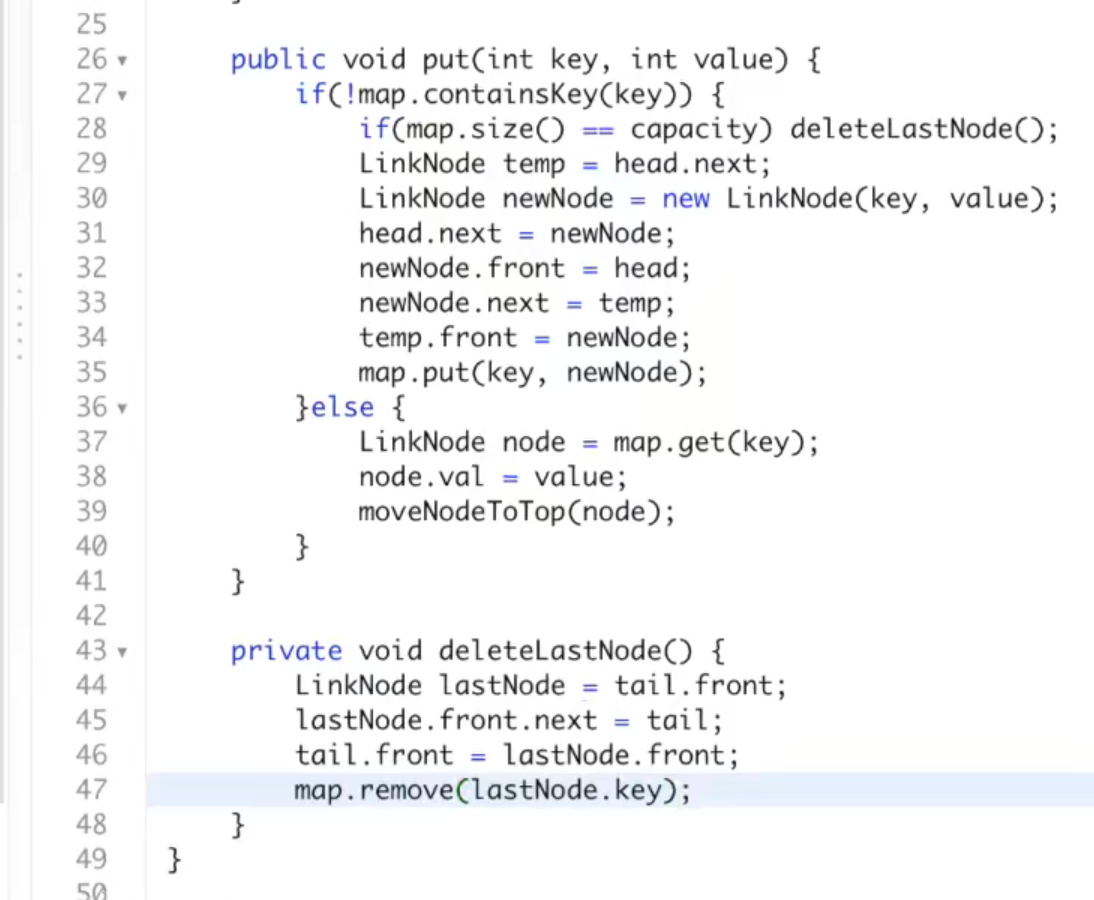 25
26 public void put(int key, int value) {
27 if(!map.containsKey(key)) {
28 if(map.size() == capacity) deleteLastNode();
29 LinkNode temp = head.next;
30 LinkNode newNode = new LinkNode(key, value);
31 head.next = newNode;
32 newNode.front = head;
33 newNode.next = temp;
34 temp.front = newNode;
35 map.put(key, newNode);
36 }else {
37 LinkNode node = map.get(key);
38 node.val = value;
39 moveNodeToTop(node);
40 }
41 }
42
43 private void deleteLastNode() {
44 LinkNode lastNode = tail.front;
45 lastNode.front.next = tail;
46 tail.front = lastNode.front;
47 map.remove(lastNode.key);
48 }
49 }
50